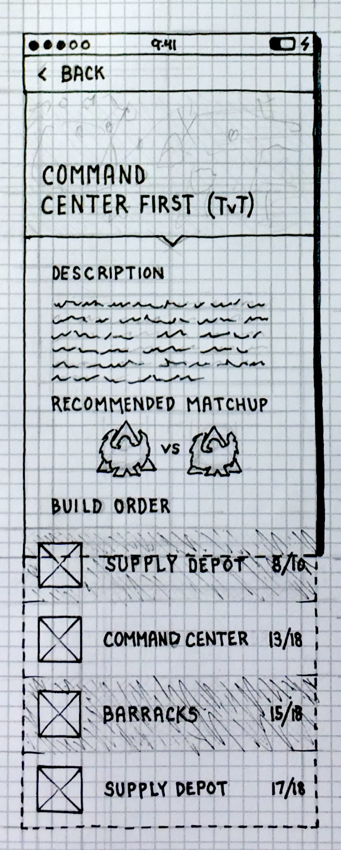 9:41
< BACK
COMMAND
CENTER FIRST (TvT)
DESCRIPTION
RECOMMENDED MATCHUP
VS
BUILD ORDER
SUPPLY DEPOT 8/10
COMMAND CENTER 13/18
BARRACKS 15/18
SUPPLY DEPOT 17/18